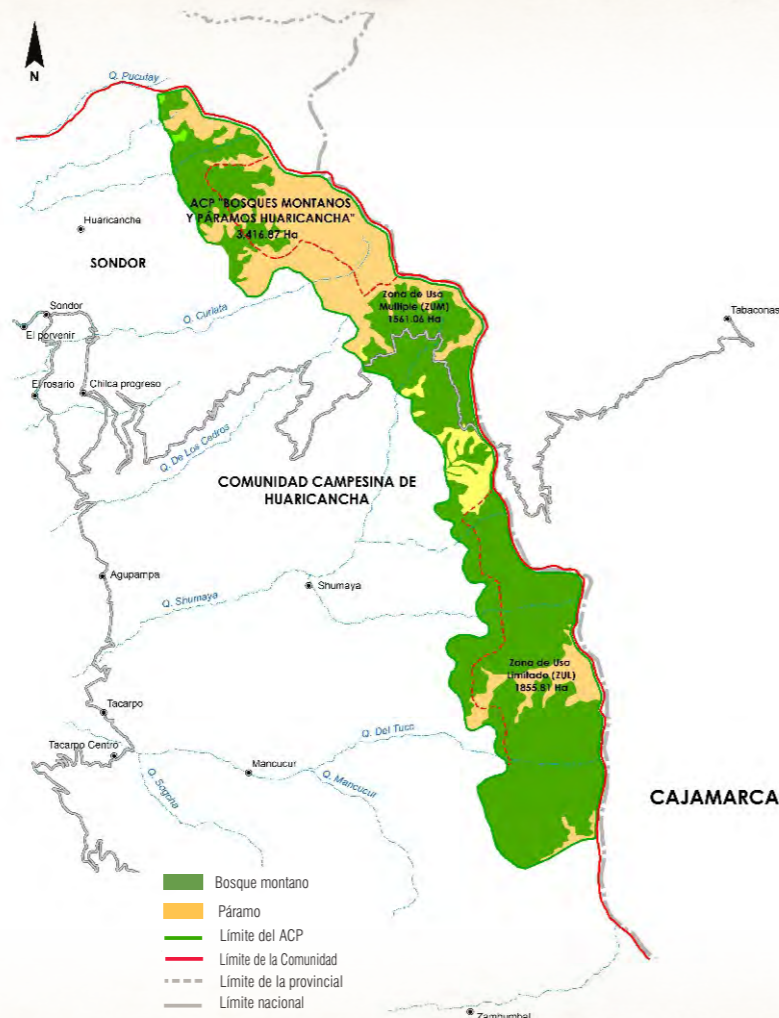 N
Q. Pucutay
ACP "BOSQUES MONTANOS
Y PÁRAMOS HUARICANCHA"
3,416.87 Ha
Huaricanche
SONDOR
Zona de Uso
Multiple (ZUM)
1561.06 Ha
Tabaconas
Sondor
Q. Curlata
El porvenir
El rosario
Chilca progreso
Q. De Los Cedros
COMUNIDAD CAMPESINA DE
HUARICANCHA
Agupampa
Shumaya
Q. Shumaya
Zona de Uso
Limitado (ZUL)
1855.81 Ha
Tacarpo
Q. Del Tuco
Tacarpo Centro
Mancucur
Q. Mancucur
Q. Sogoha
CAJAMARCA
Bosque montano
Páramo
Límite del ACP
Límite de la Comunidad
Límite de la provincial
Límite nacional
Zambumbal